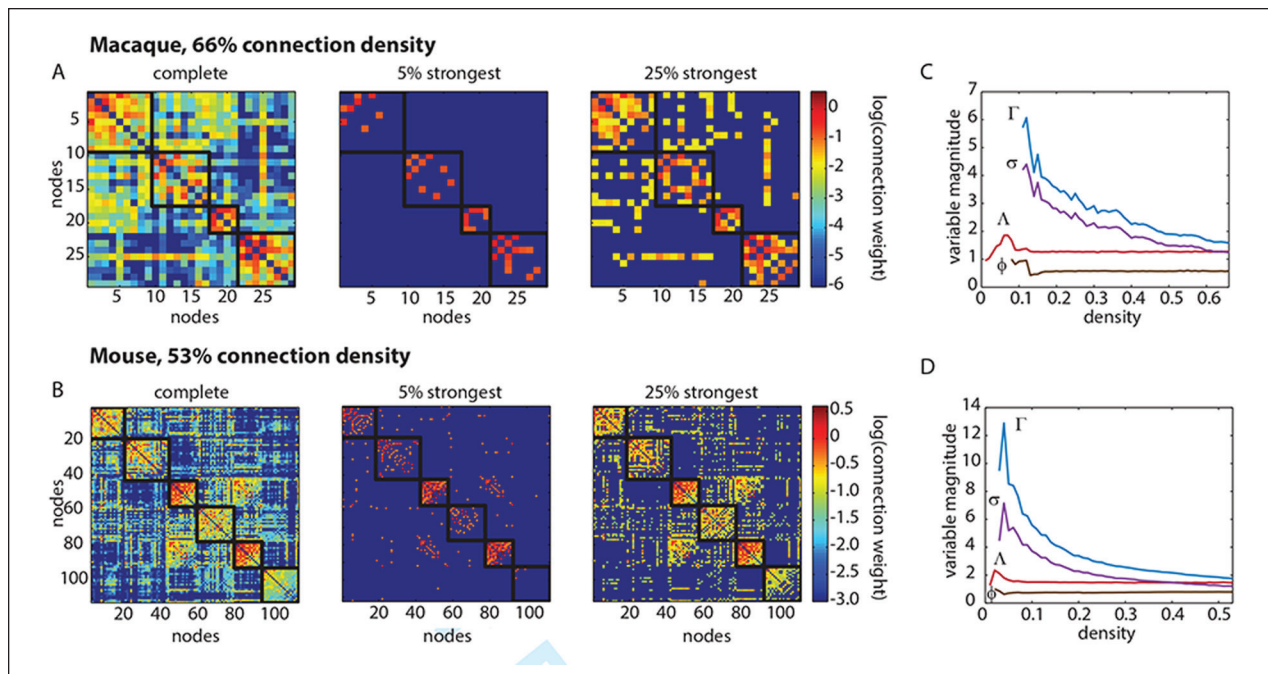 Macaque, 66% connection density
A
complete
5% strongest
25% strongest
C
nodes
5
10
15
20
25
5 10 15 20 25
5 10 15 20 25
5 10 15 20 25
nodes
nodes
nodes
0
-1
-2
-3
-4
-5
-6
log(connection weight)
variable magnitude
7
6
5
4
3
2
1
0
Γ
σ
Λ
ϕ
0 0.1 0.2 0.3 0.4 0.5 0.6
density
Mouse, 53% connection density
B
complete
5% strongest
25% strongest
D
nodes
20
40
60
80
100
20 40 60 80 100
20 40 60 80 100
20 40 60 80 100
nodes
nodes
nodes
0.5
0
-0.5
-1.0
-1.5
-2.0
-2.5
-3.0
log(connection weight)
variable magnitude
14
12
10
8
6
4
2
0
Γ
σ
Λ
ϕ
0 0.1 0.2 0.3 0.4 0.5
density